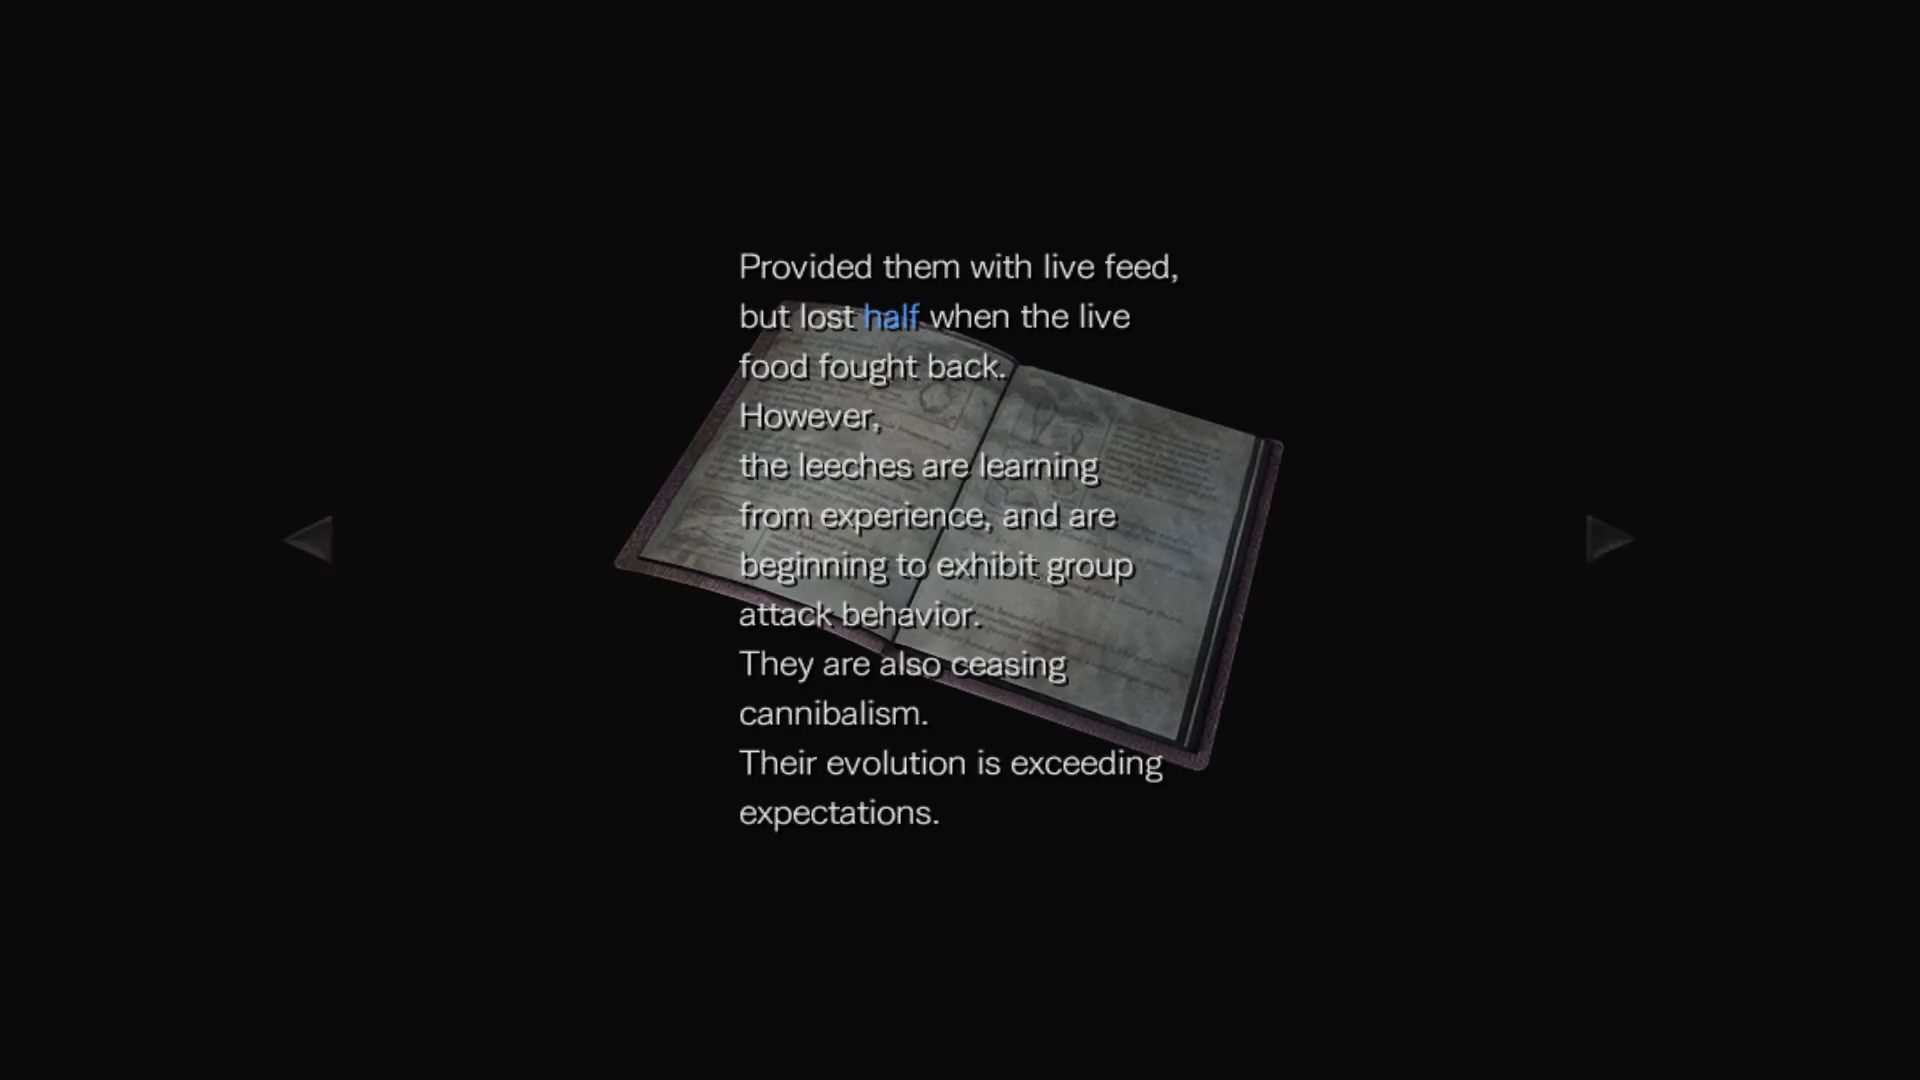 Provided them with live feed,
but lost half when the live
food fought back.
However,
the leeches are learning
from experience, and are
beginning to exhibit group
attack behavior.
They are also ceasing
cannibalism.
Their evolution is exceeding
expectations.